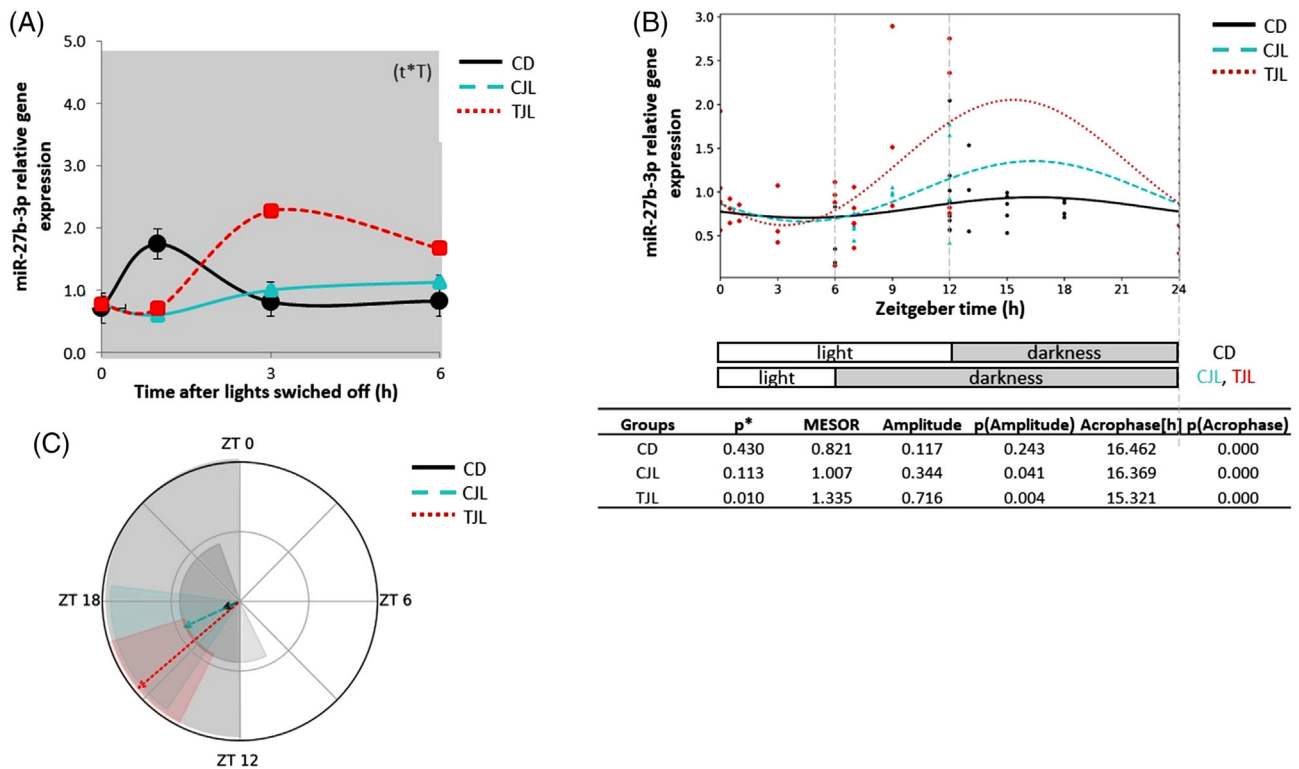 (A)
5.0
4.0
3.0
2.0
1.0
0.0
miR-27b-3p relative gene
expression
(t*T)
CD
CJL
TJL
0 1 3 6
Time after lights swiched off (h)
(B)
3.0
2.5
2.0
1.5
1.0
0.5
miR-27b-3p relative gene
expression
CD
CJL
TJL
0 3 6 9 12 15 18 21 24
Zeitgeber time (h)
light darkness CD
light darkness CJL, TJL
Groups p* MESOR Amplitude p(Amplitude) Acrophase[h] p(Acrophase)
CD 0.430 0.821 0.117 0.243 16.462 0.000
CJL 0.113 1.007 0.344 0.041 16.369 0.000
TJL 0.010 1.335 0.716 0.004 15.321 0.000
(C)
ZT 0
CD
CJL
TJL
ZT 18
ZT 6
ZT 12